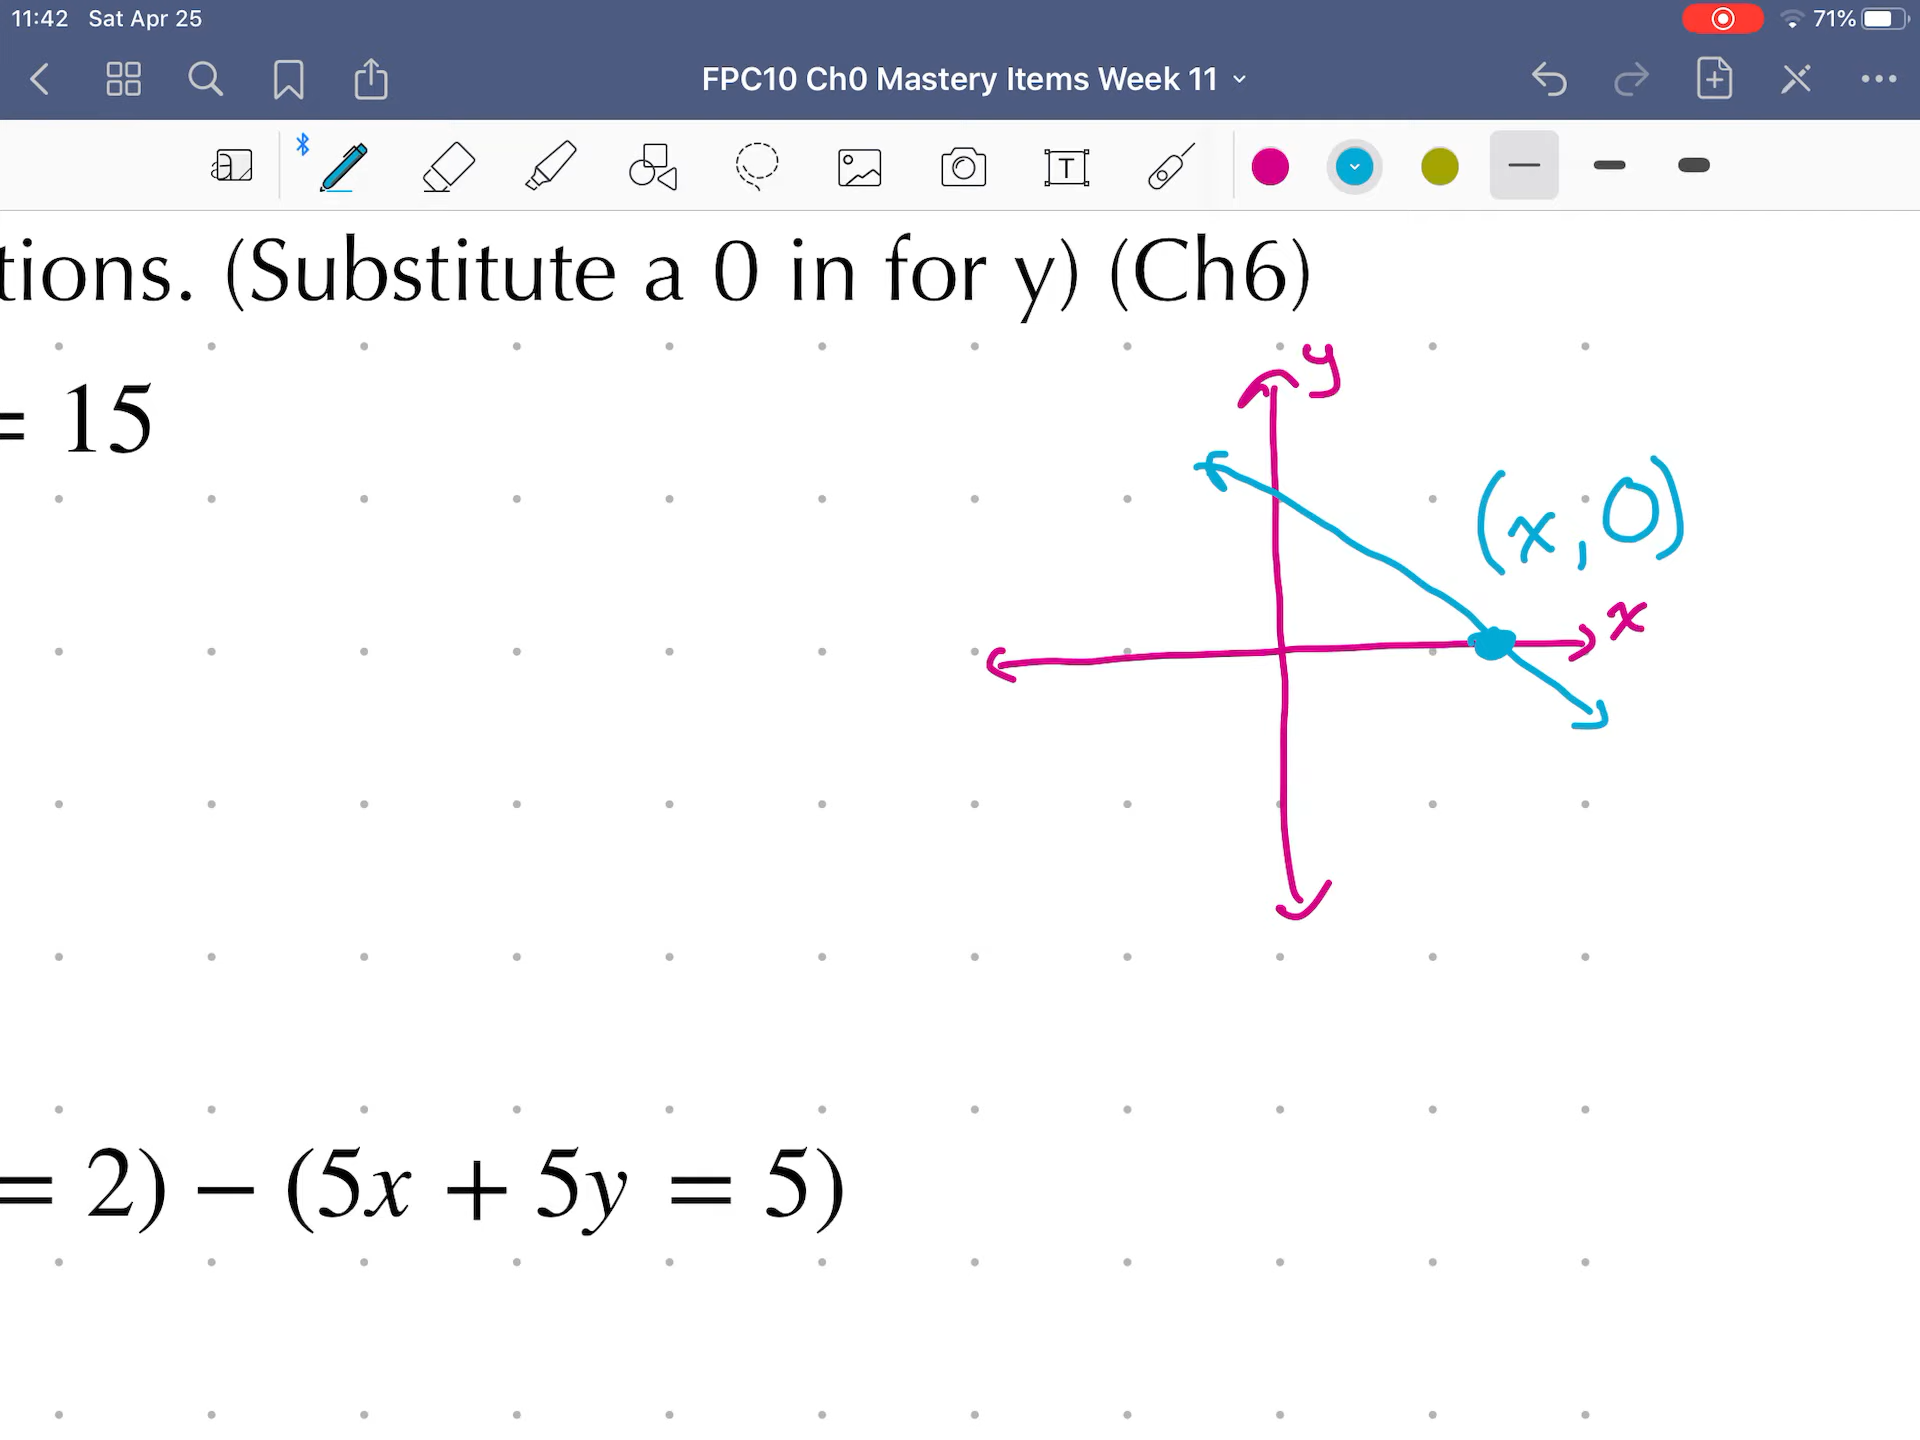 11:42 Sat Apr 25 71%
FPC10 Ch0 Mastery Items Week 11
T
tions. (Substitute a 0 in for y) (Ch6)
y
= 15
(x, 0)
x
= 2) − (5x + 5y = 5)